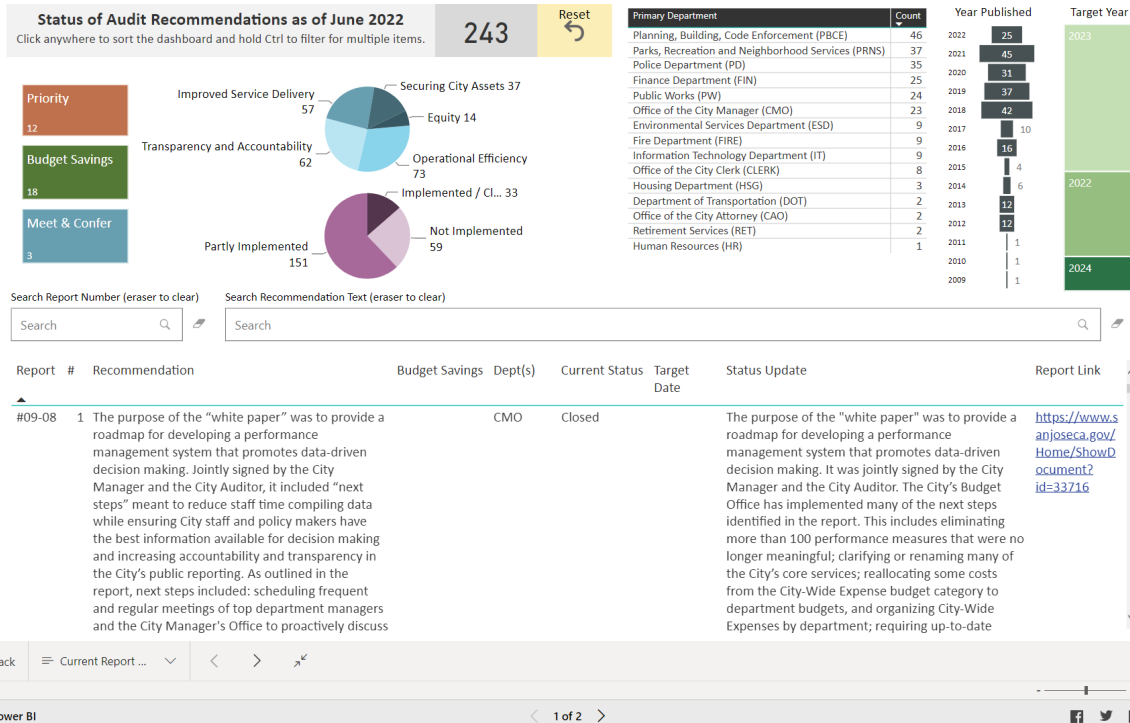 Status of Audit Recommendations as of June 2022
Click anywhere to sort the dashboard and hold Ctrl to filter for multiple items.
243
Reset
Priority
12
Budget Savings
18
Meet & Confer
3
Improved Service Delivery
57
Securing City Assets 37
Equity 14
Transparency and Accountability
62
Operational Efficiency
73
Implemented / Cl... 33
Not Implemented
59
Partly Implemented
151
Primary Department Count
Planning, Building, Code Enforcement (PBCE) 46
Parks, Recreation and Neighborhood Services (PRNS) 37
Police Department (PD) 35
Finance Department (FIN) 25
Public Works (PW) 24
Office of the City Manager (CMO) 23
Environmental Services Department (ESD) 9
Fire Department (FIRE) 9
Information Technology Department (IT) 9
Office of the City Clerk (CLERK) 8
Housing Department (HSG) 3
Department of Transportation (DOT) 2
Office of the City Attorney (CAO) 2
Retirement Services (RET) 2
Human Resources (HR) 1
Year Published
2022 25
2021 45
2020 31
2019 37
2018 42
2017 10
2016 16
2015 4
2014 6
2013 12
2012 12
2011 1
2010 1
2009 1
Target Year
2023
2022
2024
Search Report Number (eraser to clear)
Search
Search Recommendation Text (eraser to clear)
Search
Report # Recommendation Budget Savings Dept(s) Current Status Target Date Status Update Report Link
#09-08 1
The purpose of the “white paper” was to provide a
roadmap for developing a performance
management system that promotes data-driven
decision making. Jointly signed by the City
Manager and the City Auditor, it included “next
steps” meant to reduce staff time compiling data
while ensuring City staff and policy makers have
the best information available for decision making
and increasing accountability and transparency in
the City’s public reporting. As outlined in the
report, next steps included: scheduling frequent
and regular meetings of top department managers
and the City Manager's Office to proactively discuss
CMO
Closed
The purpose of the "white paper" was to provide a
roadmap for developing a performance
management system that promotes data-driven
decision making. It was jointly signed by the City
Manager and the City Auditor. The City’s Budget
Office has implemented many of the next steps
identified in the report. This includes eliminating
more than 100 performance measures that were no
longer meaningful; clarifying or renaming many of
the City’s core services; reallocating some costs
from the City-Wide Expense budget category to
department budgets, and organizing City-Wide
Expenses by department; requiring up-to-date
https://www.s
anjoseca.gov/
Home/ShowD
ocument?
id=33716
ack
Current Report ...
ower BI
1 of 2